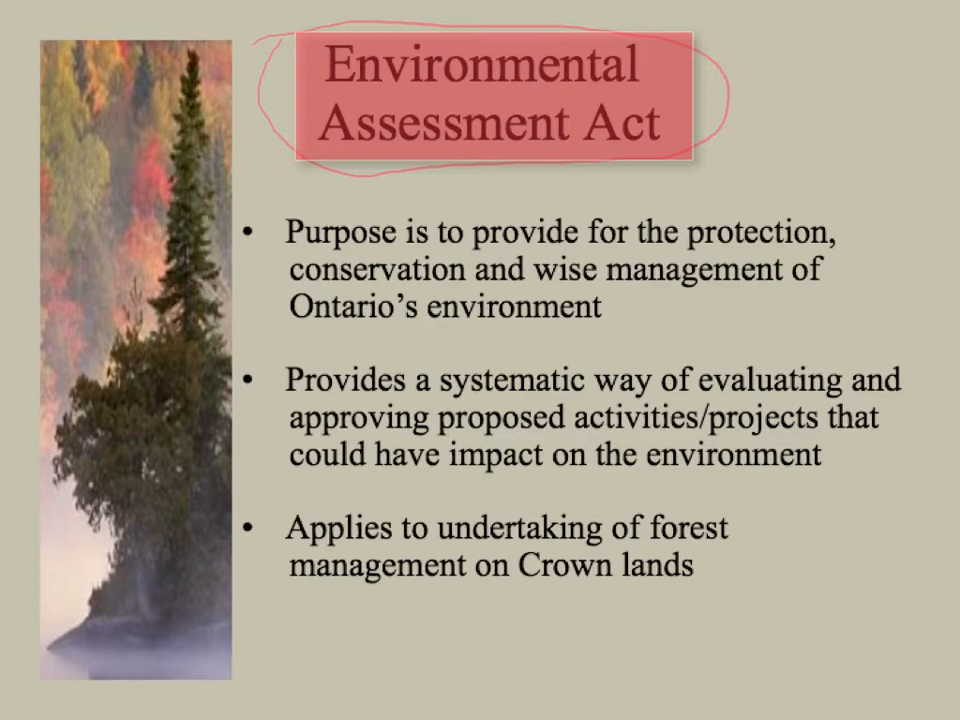 Environmental
Assessment Act
• Purpose is to provide for the protection,
conservation and wise management of
Ontario’s environment
• Provides a systematic way of evaluating and
approving proposed activities/projects that
could have impact on the environment
• Applies to undertaking of forest
management on Crown lands